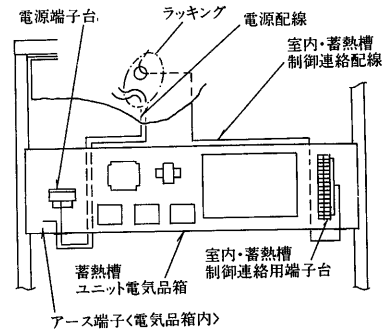 ラッキング
電源端子台
電源配線
室内・蓄熱槽
制御連絡配線
蓄熱槽
ユニット電気品箱
室内・蓄熱槽
制御連絡用端子台
アース端子〈電気品箱内〉